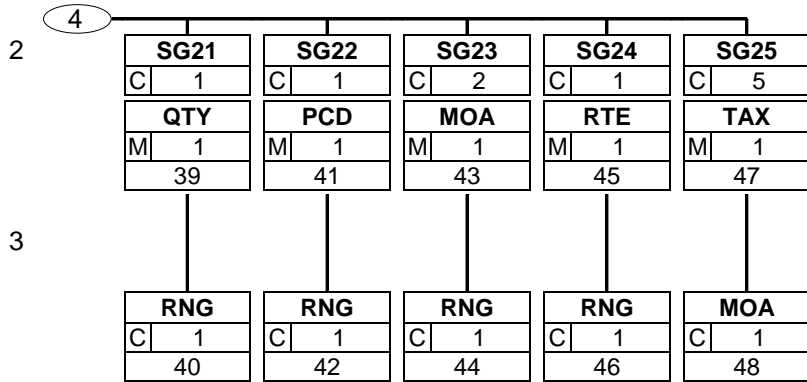 4
2 SG21 SG22 SG23 SG24 SG25
C 1 C 1 C 2 C 1 C 5
QTY PCD MOA RTE TAX
M 1 M 1 M 1 M 1 M 1
39 41 43 45 47
3
RNG RNG RNG RNG MOA
C 1 C 1 C 1 C 1 C 1
40 42 44 46 48